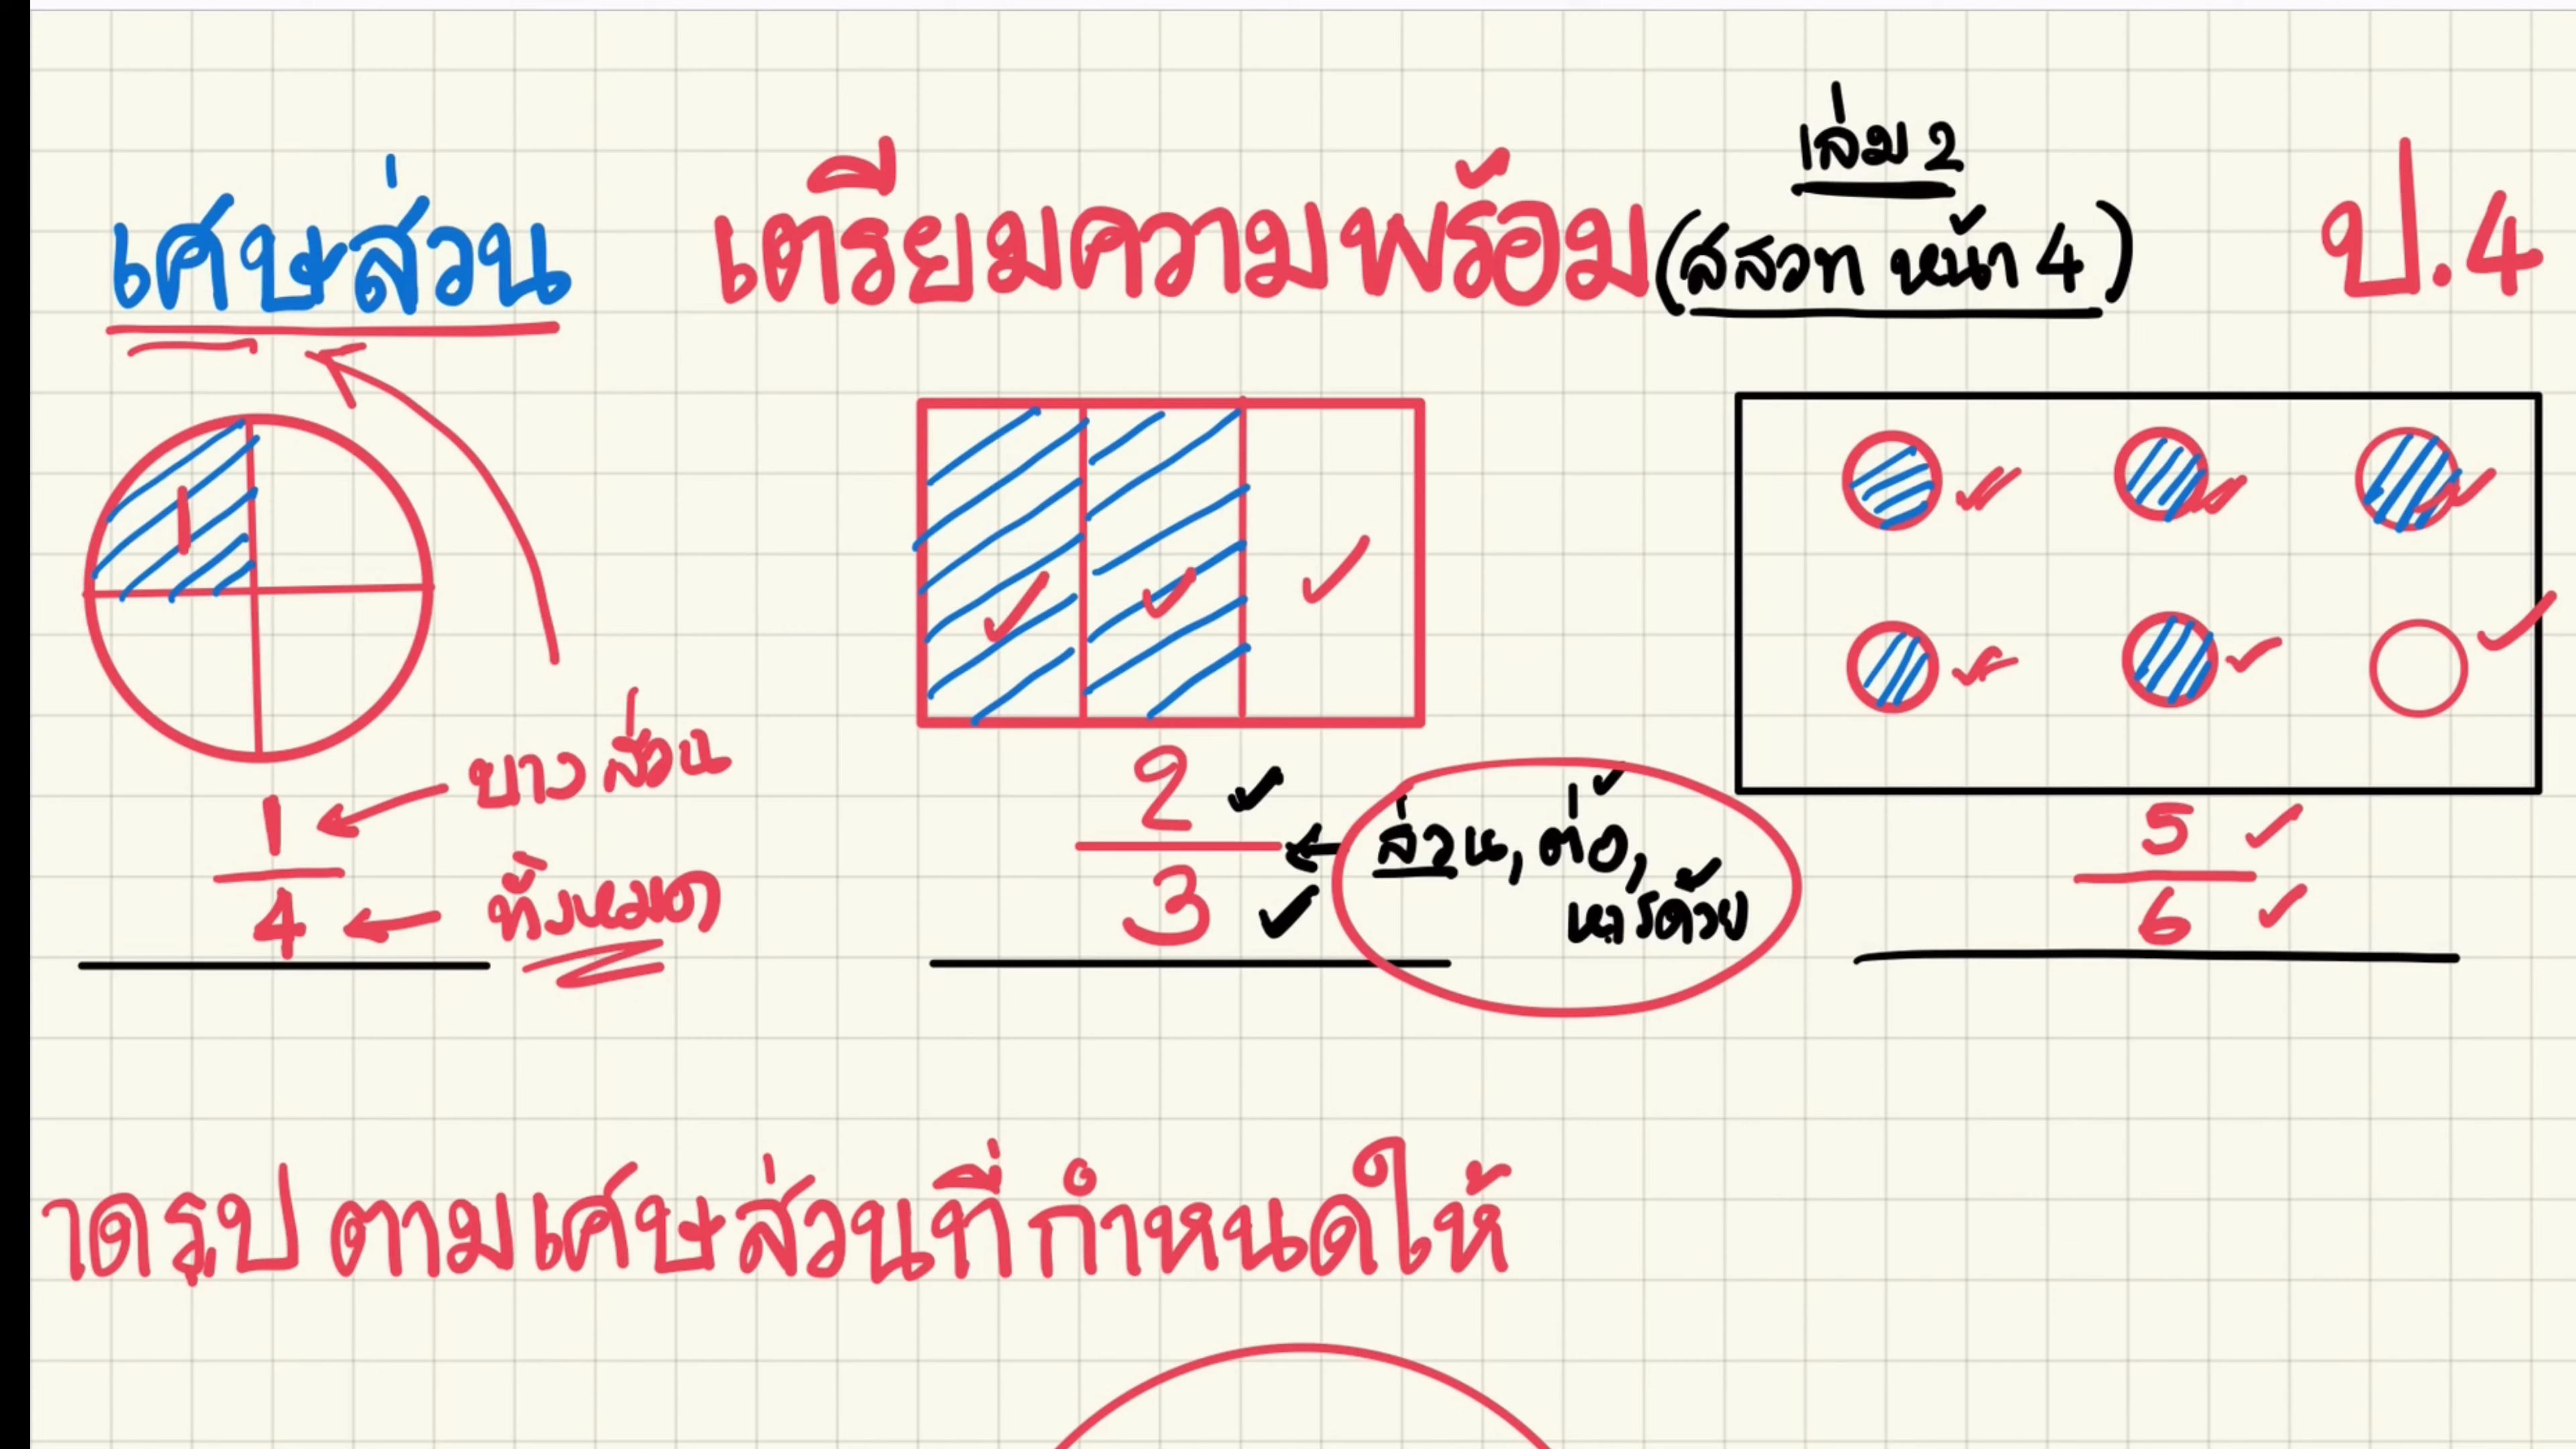 เล่ม 2
เศษส่วน เตรียมความพร้อม (สสวท หน้า 4) ป.4
1
บางส่วน
1
4
ทั้งหมด
2
3
ส่วน, ต่อ,
หารด้วย
5
6
าดรูป ตามเศษส่วนที่กำหนดให้